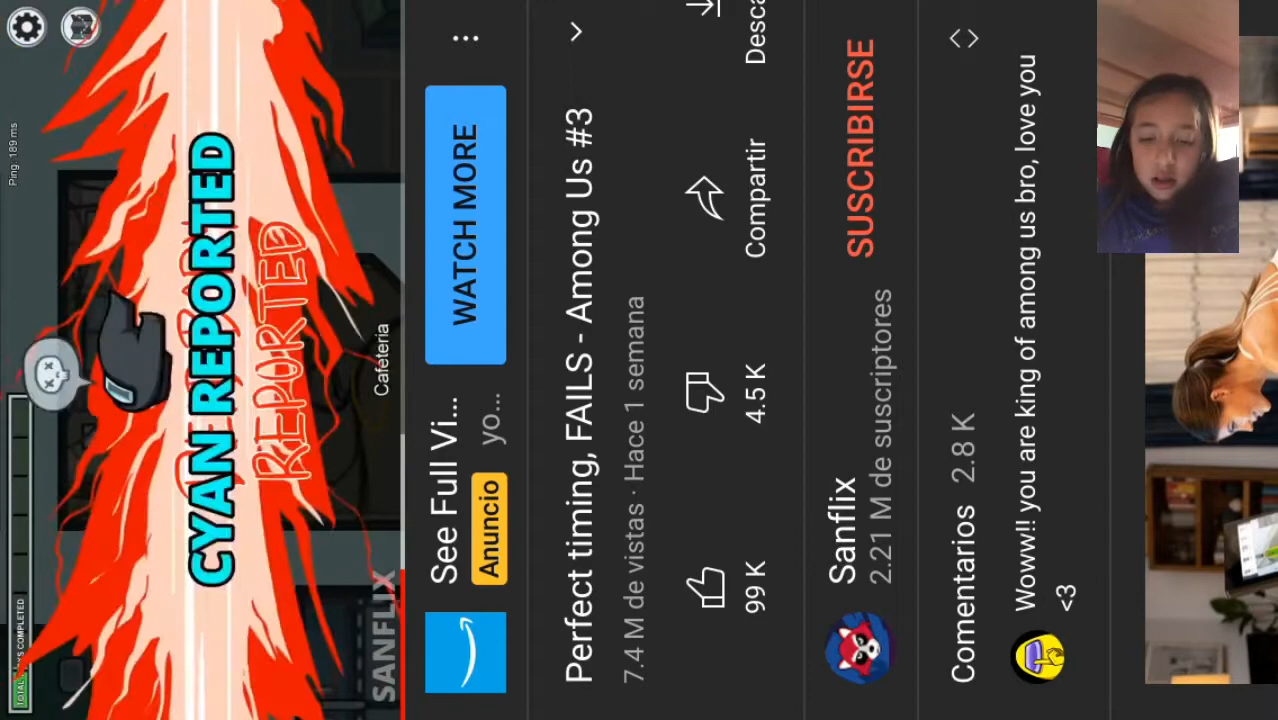 Ping: 189 ms
CYAN REPORTED
REPORTED
Cafeteria
SANFLIX
See Full Vi...
Anuncio yo...
WATCH MORE
Perfect timing, FAILS - Among Us #3
7.4 M de vistas · Hace 1 semana
99 K
4.5 K
Compartir
Desca
Sanflix
2.21 M de suscriptores
SUSCRIBIRSE
Comentarios 2.8 K
Woww!! you are king of among us bro, love you
<3